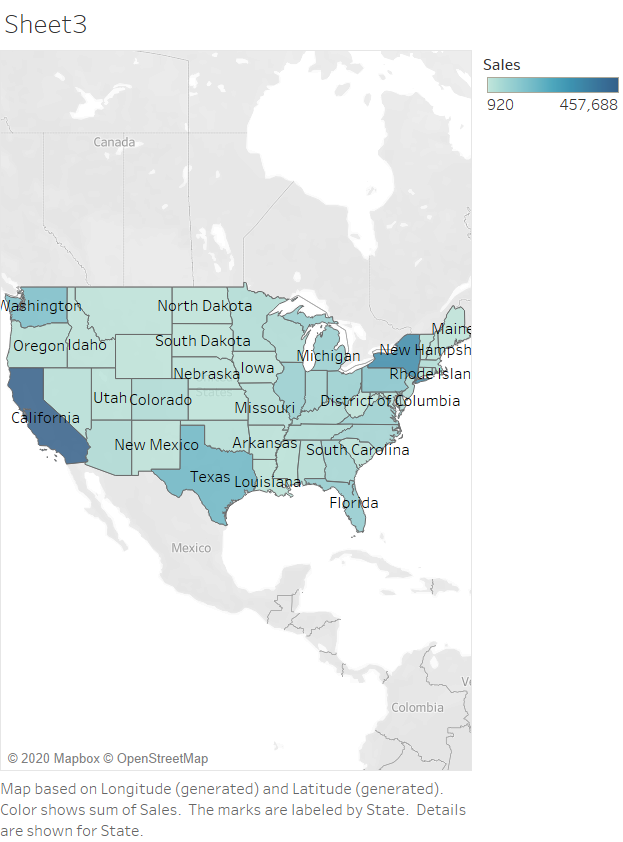 Sheet3
Sales
920 457,688
Canada
Washington
North Dakota
Maine
Oregon Idaho
South Dakota
New Hampsh
Michigan
Nebraska
Iowa
Rhode Islan
States
Utah Colorado
Missouri
District of Columbia
California
New Mexico
Arkansas
South Carolina
Texas
Louisiana
Florida
Mexico
Colombia
© 2020 Mapbox © OpenStreetMap
Map based on Longitude (generated) and Latitude (generated).
Color shows sum of Sales.  The marks are labeled by State.  Details
are shown for State.